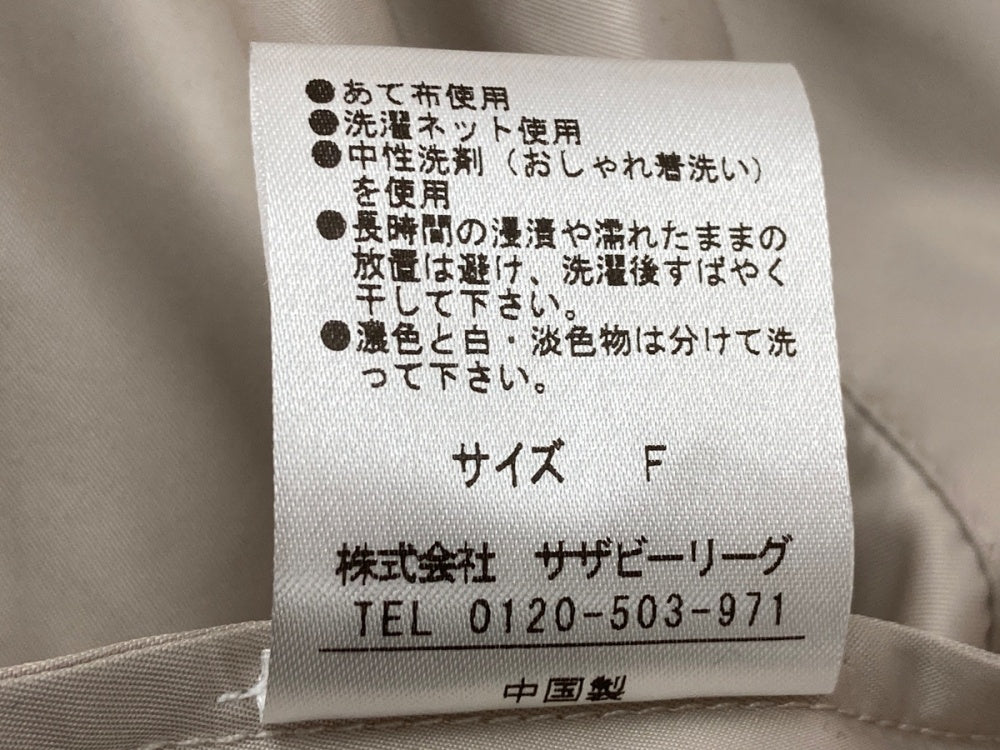 ●あて布使用
●洗濯ネット使用
●中性洗剤（おしゃれ着洗い）
を使用
●長時間の浸漬や濡れたままの
放置は避け、洗濯後すばやく
干して下さい。
●濃色と白・淡色物は分けて洗
って下さい。
サイズ F
株式会社 サザビーリーグ
TEL 0120-503-971
中国製